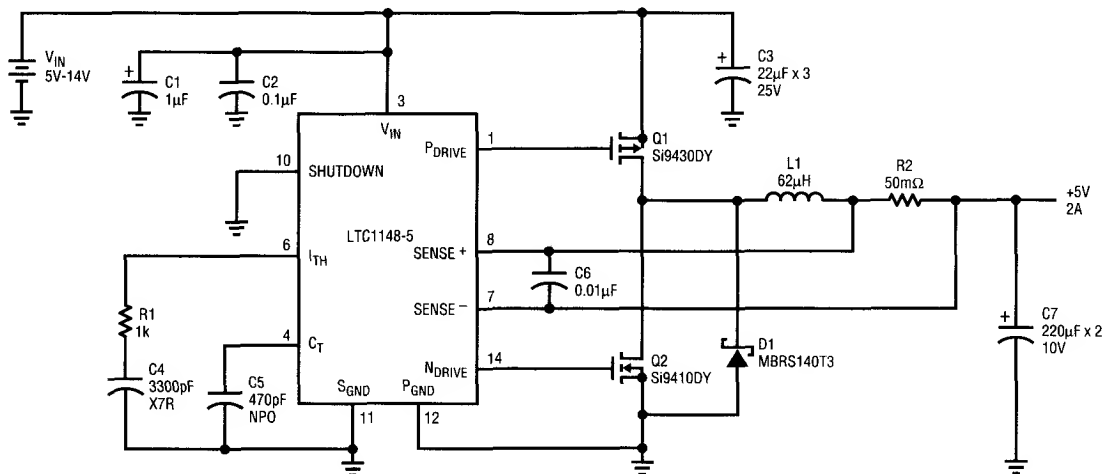 VIN
5V-14V
+
C1
1µF
C2
0.1µF
3
VIN
+
C3
22µF x 3
25V
PDRIVE
1
Q1
Si9430DY
10
SHUTDOWN
L1
62µH
R2
50mΩ
+5V
2A
LTC1148-5
6
ITH
SENSE +
8
C6
0.01µF
SENSE –
7
R1
1k
4
CT
+
C7
220µF x 2
10V
D1
MBRS140T3
NDRIVE
14
Q2
Si9410DY
C4
3300pF
X7R
C5
470pF
NPO
SGND
PGND
11
12